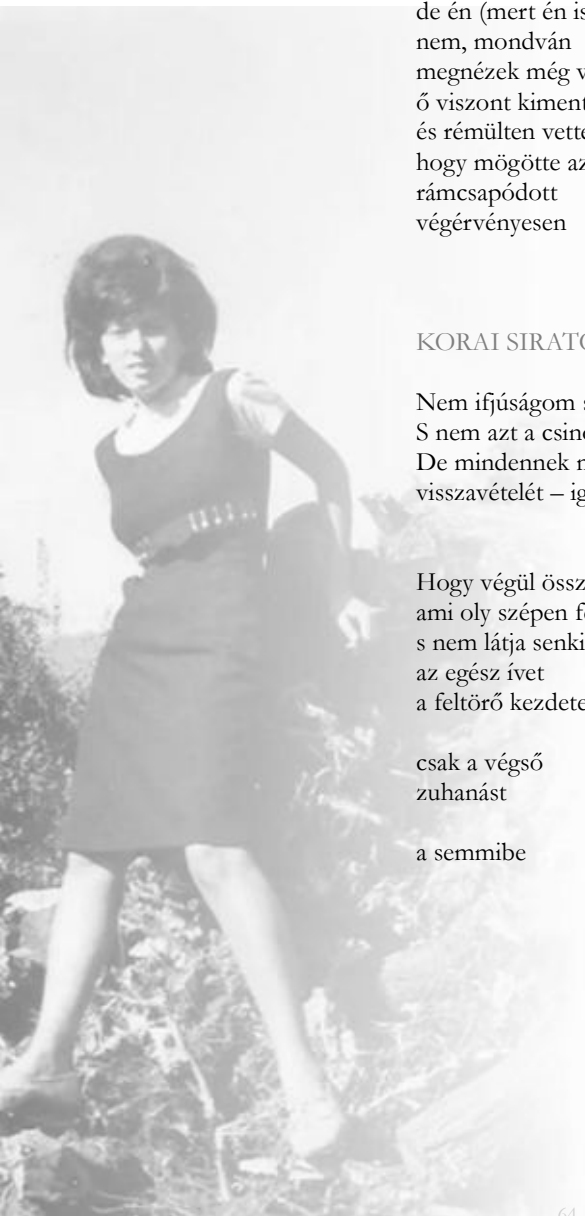 de én (mert én is
nem, mondván
megnézek még v
ő viszont kiment
és rémülten vette
hogy mögötte az
rámcsapódott
végérvényesen
KORAI SIRATÓ
Nem ifjúságom s
S nem azt a csino
De mindennek m
visszavételét – ig
Hogy végül össz
ami oly szépen fe
s nem látja senki
az egész ívet
a feltörő kezdete
csak a végső
zuhanást
a semmibe
64